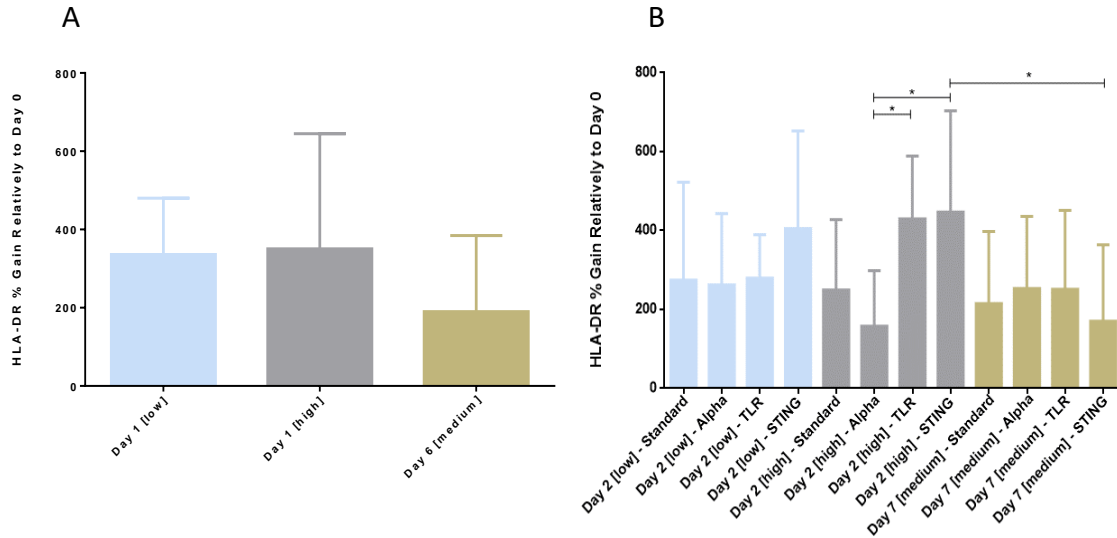 A
HLA-DR % Gain Relatively to Day 0
800
600
400
200
0
Day 1 [low]
Day 1 [high]
Day 6 [medium]
B
HLA-DR % Gain Relatively to Day 0
800
600
400
200
0
*
*
*
Day 2 [low] - Standard
Day 2 [low] - Alpha
Day 2 [low] - TLR
Day 2 [low] - STING
Day 2 [high] - Standard
Day 2 [high] - Alpha
Day 2 [high] - TLR
Day 2 [high] - STING
Day 7 [medium] - Standard
Day 7 [medium] - Alpha
Day 7 [medium] - TLR
Day 7 [medium] - STING